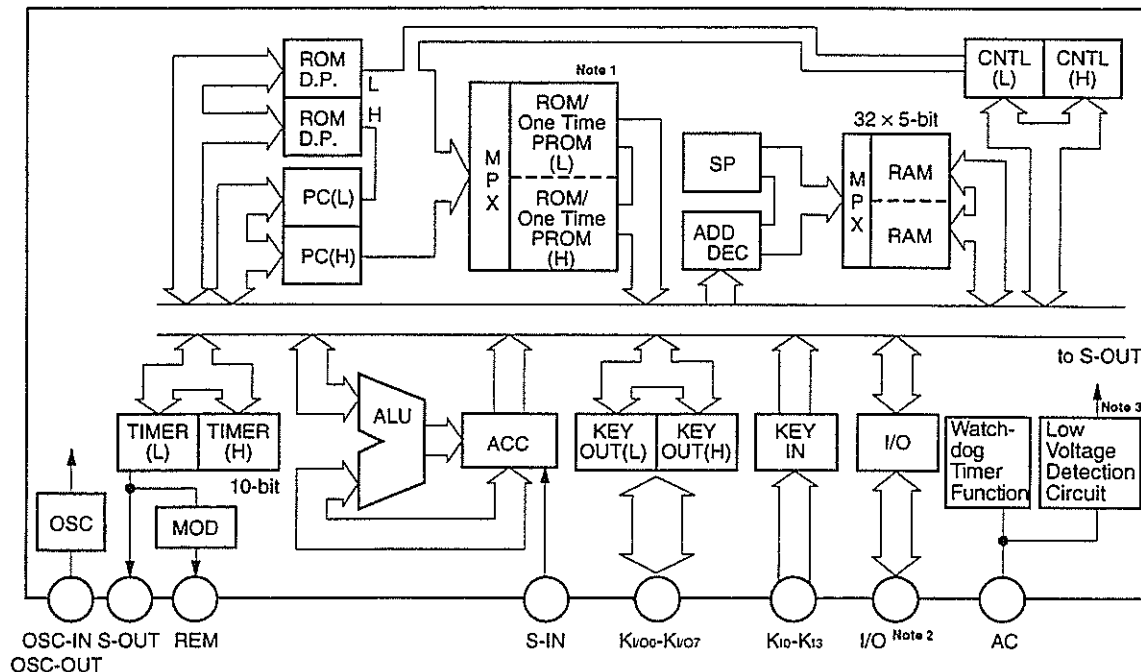 ROM
D.P.
L
H
ROM
D.P.
PC(L)
PC(H)
Note 1
MPX
ROM/
One Time
PROM
(L)
ROM/
One Time
PROM
(H)
SP
ADD
DEC
32 × 5-bit
MPX
RAM
RAM
CNTL
(L)
CNTL
(H)
to S-OUT
TIMER
(L)
TIMER
(H)
10-bit
OSC
MOD
ALU
ACC
KEY
OUT(L)
KEY
OUT(H)
KEY
IN
I/O
Watch-
dog
Timer
Function
Note 3
Low
Voltage
Detection
Circuit
OSC-IN
OSC-OUT
S-OUT
REM
S-IN
KI/O0-KI/O7
KI0-KI3
I/O Note 2
AC